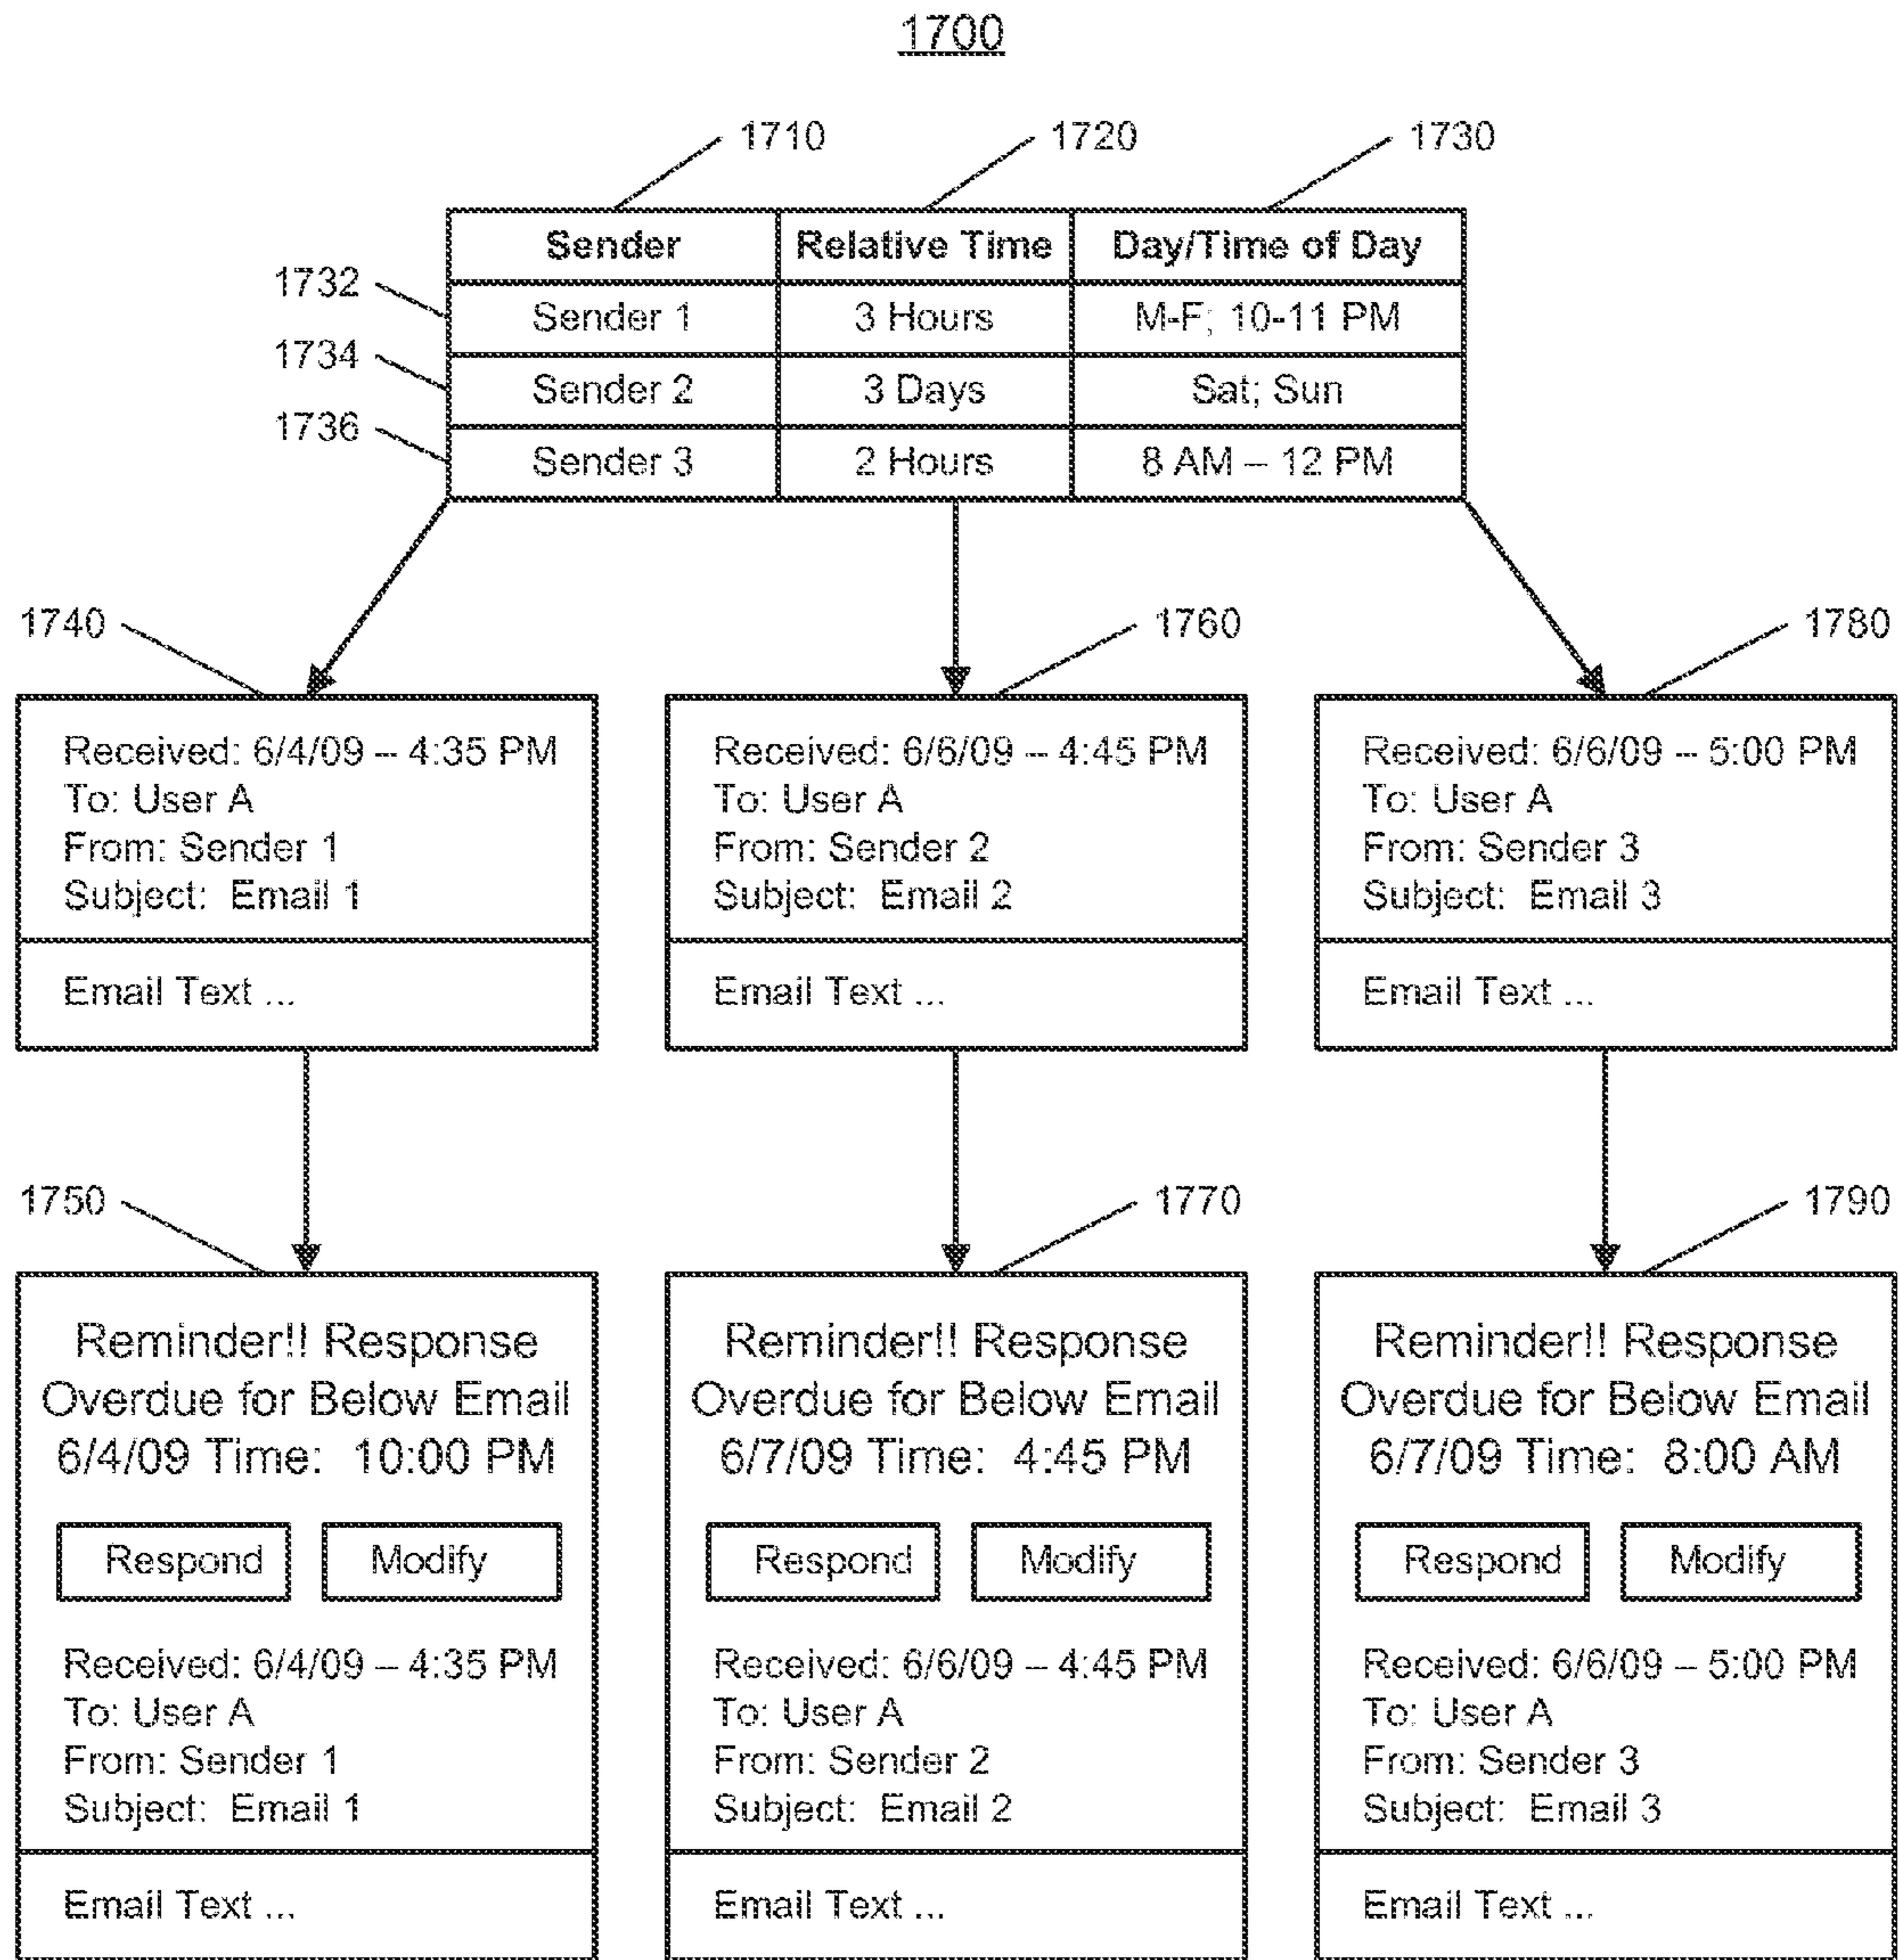 1700
1710 1720 1730
Sender Relative Time Day/Time of Day
1732 Sender 1 3 Hours M-F; 10-11 PM
1734 Sender 2 3 Days Sat; Sun
1736 Sender 3 2 Hours 8 AM – 12 PM
1740
Received: 6/4/09 – 4:35 PM
To: User A
From: Sender 1
Subject: Email 1
Email Text ...
1760
Received: 6/6/09 – 4:45 PM
To: User A
From: Sender 2
Subject: Email 2
Email Text ...
1780
Received: 6/6/09 – 5:00 PM
To: User A
From: Sender 3
Subject: Email 3
Email Text ...
1750
Reminder!! Response
Overdue for Below Email
6/4/09 Time: 10:00 PM
Respond Modify
Received: 6/4/09 – 4:35 PM
To: User A
From: Sender 1
Subject: Email 1
Email Text ...
1770
Reminder!! Response
Overdue for Below Email
6/7/09 Time: 4:45 PM
Respond Modify
Received: 6/6/09 – 4:45 PM
To: User A
From: Sender 2
Subject: Email 2
Email Text ...
1790
Reminder!! Response
Overdue for Below Email
6/7/09 Time: 8:00 AM
Respond Modify
Received: 6/6/09 – 5:00 PM
To: User A
From: Sender 3
Subject: Email 3
Email Text ...